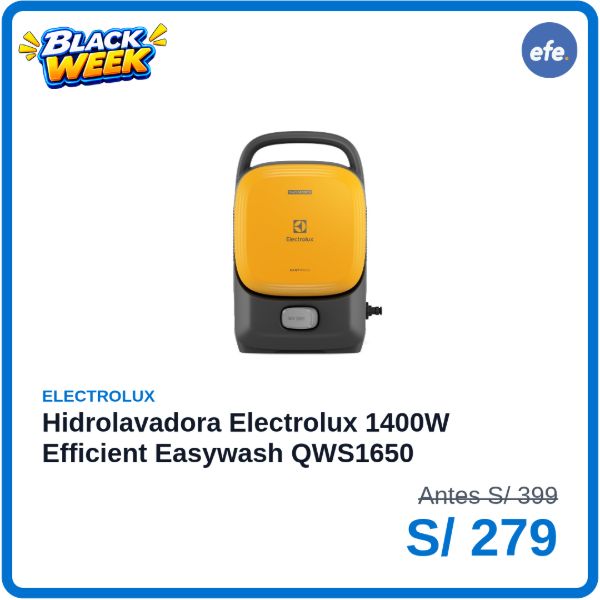 BLACK
WEEK
efe.
Electrolux
ELECTROLUX
Hidrolavadora Electrolux 1400W
Efficient Easywash QWS1650
Antes S/ 399
S/ 279